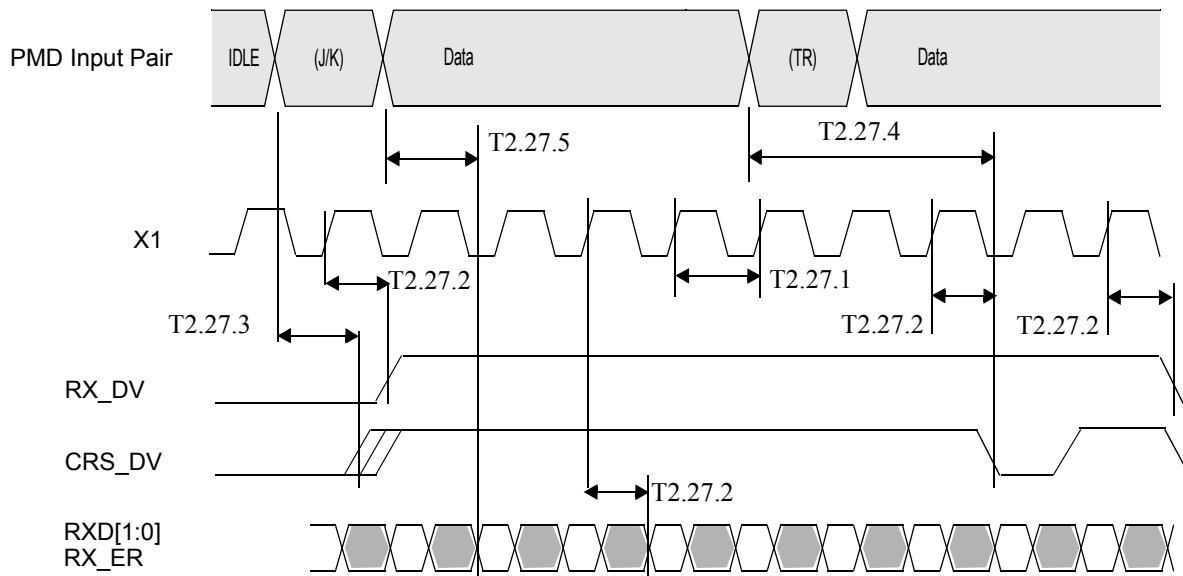 PMD Input Pair IDLE (J/K) Data (TR) Data
T2.27.5 T2.27.4
X1
T2.27.2 T2.27.1
T2.27.3 T2.27.2 T2.27.2
RX_DV
CRS_DV
T2.27.2
RXD[1:0]
RX_ER